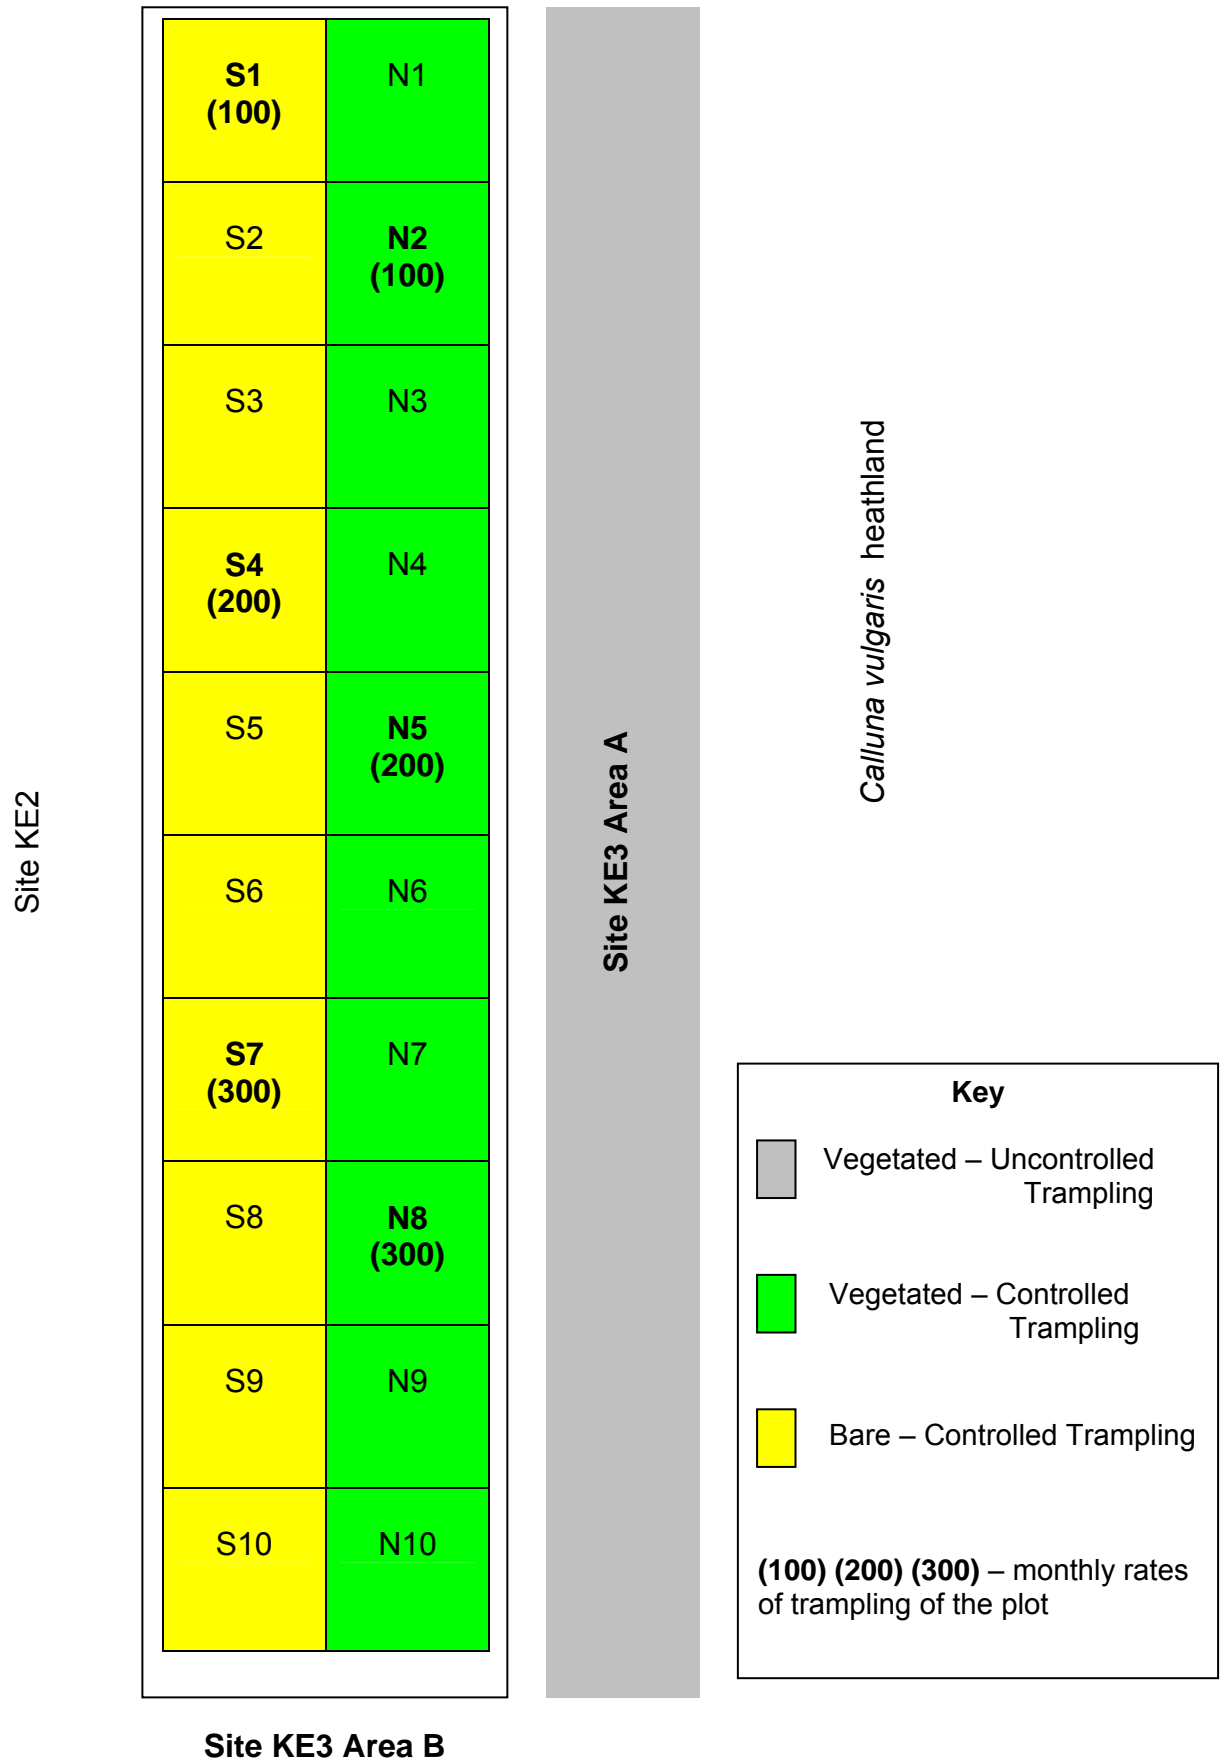 Site KE2
S1
(100)
N1
S2
N2
(100)
S3
N3
S4
(200)
N4
S5
N5
(200)
S6
N6
S7
(300)
N7
S8
N8
(300)
S9
N9
S10
N10
Site KE3 Area B
Site KE3 Area A
Calluna vulgaris heathland
Key
Vegetated – Uncontrolled
Trampling
Vegetated – Controlled
Trampling
Bare – Controlled Trampling
(100) (200) (300) – monthly rates
of trampling of the plot